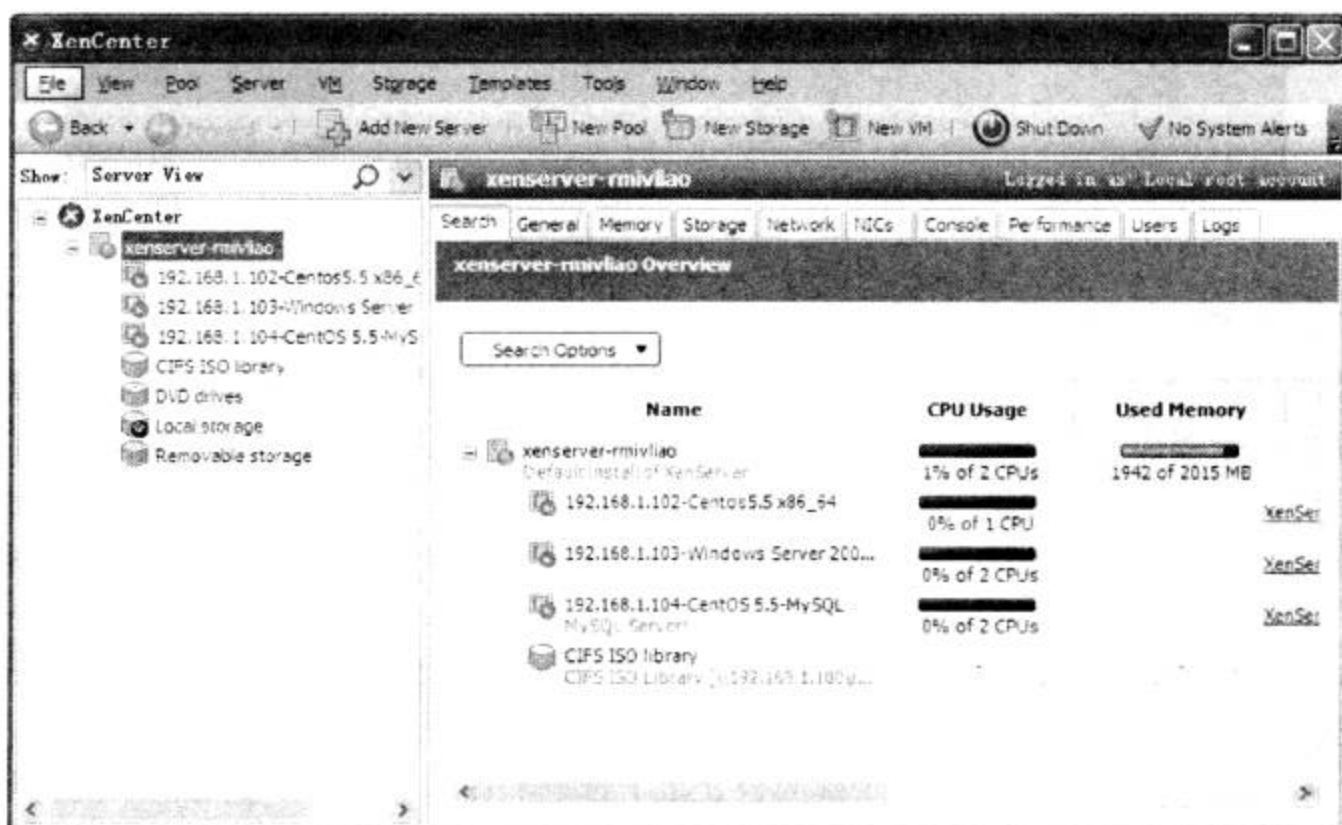 XenCenter
File View Pool Server VM Storage Templates Tools Window Help
Back Forward Add New Server New Pool New Storage New VM Shut Down No System Alerts
Show: Server View
xenserver-rmivliao Logged in as Local root account
XenCenter
xenserver-rmivliao
192.168.1.102-Centos5.5 x86_6
192.168.1.103-Windows Server
192.168.1.104-CentOS 5.5-MyS
CIFS ISO library
DVD drives
Local storage
Removable storage
Search General Memory Storage Network NICs Console Performance Users Logs
xenserver-rmivliao Overview
Search Options
Name CPU Usage Used Memory
xenserver-rmivliao
Default install of XenServer
1% of 2 CPUs 1942 of 2015 MB
192.168.1.102-Centos5.5 x86_64
0% of 1 CPU XenSer
192.168.1.103-Windows Server 200...
0% of 2 CPUs XenSer
192.168.1.104-CentOS 5.5-MySQL
MySQL Server!
0% of 2 CPUs XenSer
CIFS ISO library
CIFS ISO Library